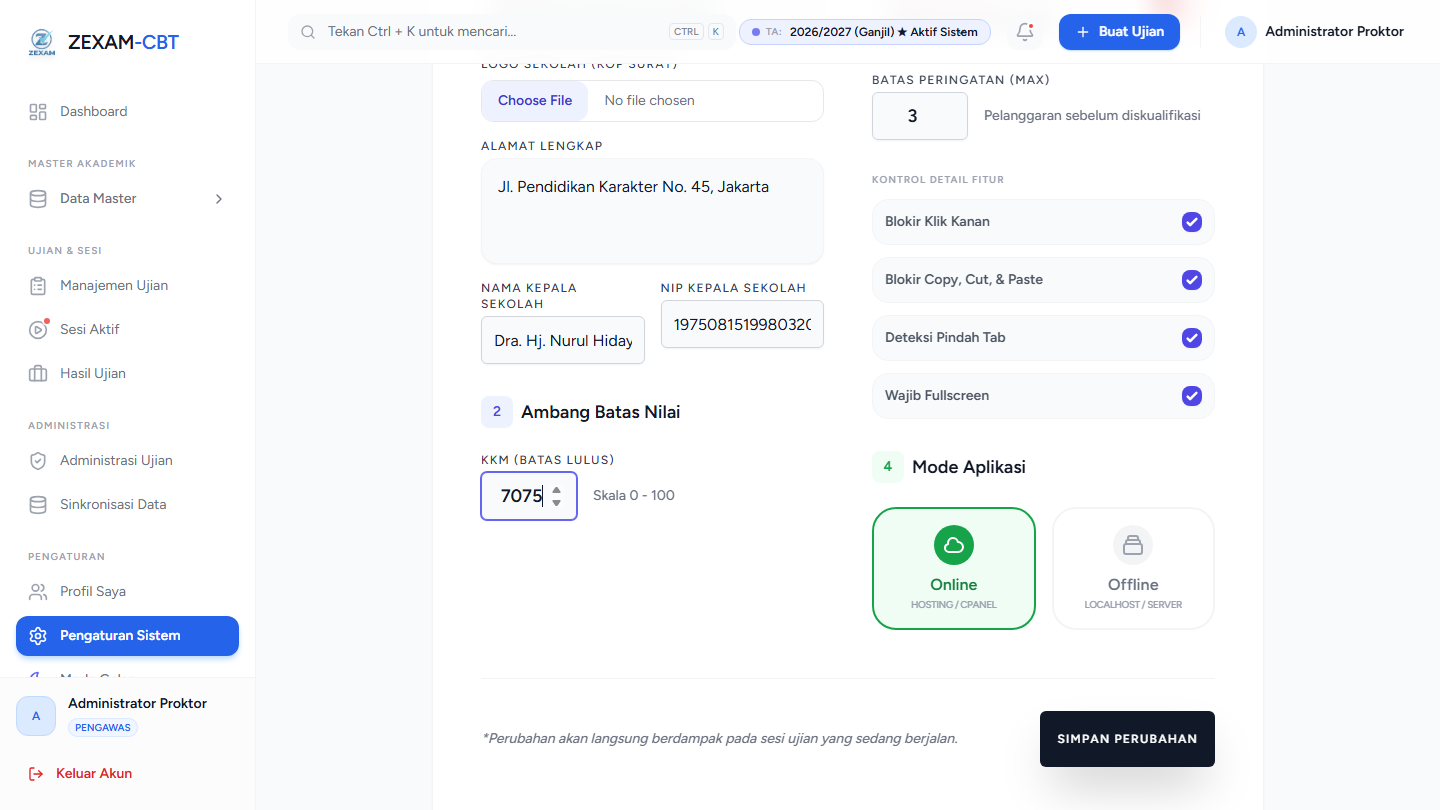 ZEXAM
ZEXAM-CBT
Dashboard
MASTER AKADEMIK
Data Master
UJIAN & SESI
Manajemen Ujian
Sesi Aktif
Hasil Ujian
ADMINISTRASI
Administrasi Ujian
Sinkronisasi Data
PENGATURAN
Profil Saya
Pengaturan Sistem
A
Administrator Proktor
PENGAWAS
Keluar Akun
Tekan Ctrl + K untuk mencari...
CTRL K
TA: 2026/2027 (Ganjil) ★ Aktif Sistem
+ Buat Ujian
A Administrator Proktor
LOGO SEKOLAH (KOP SURAT)
Choose File No file chosen
ALAMAT LENGKAP
Jl. Pendidikan Karakter No. 45, Jakarta
NAMA KEPALA
SEKOLAH
Dra. Hj. Nurul Hiday
NIP KEPALA SEKOLAH
197508151998032
2 Ambang Batas Nilai
KKM (BATAS LULUS)
7075 Skala 0 - 100
BATAS PERINGATAN (MAX)
3 Pelanggaran sebelum diskualifikasi
KONTROL DETAIL FITUR
Blokir Klik Kanan
Blokir Copy, Cut, & Paste
Deteksi Pindah Tab
Wajib Fullscreen
4 Mode Aplikasi
Online
HOSTING / CPANEL
Offline
LOCALHOST / SERVER
*Perubahan akan langsung berdampak pada sesi ujian yang sedang berjalan.
SIMPAN PERUBAHAN